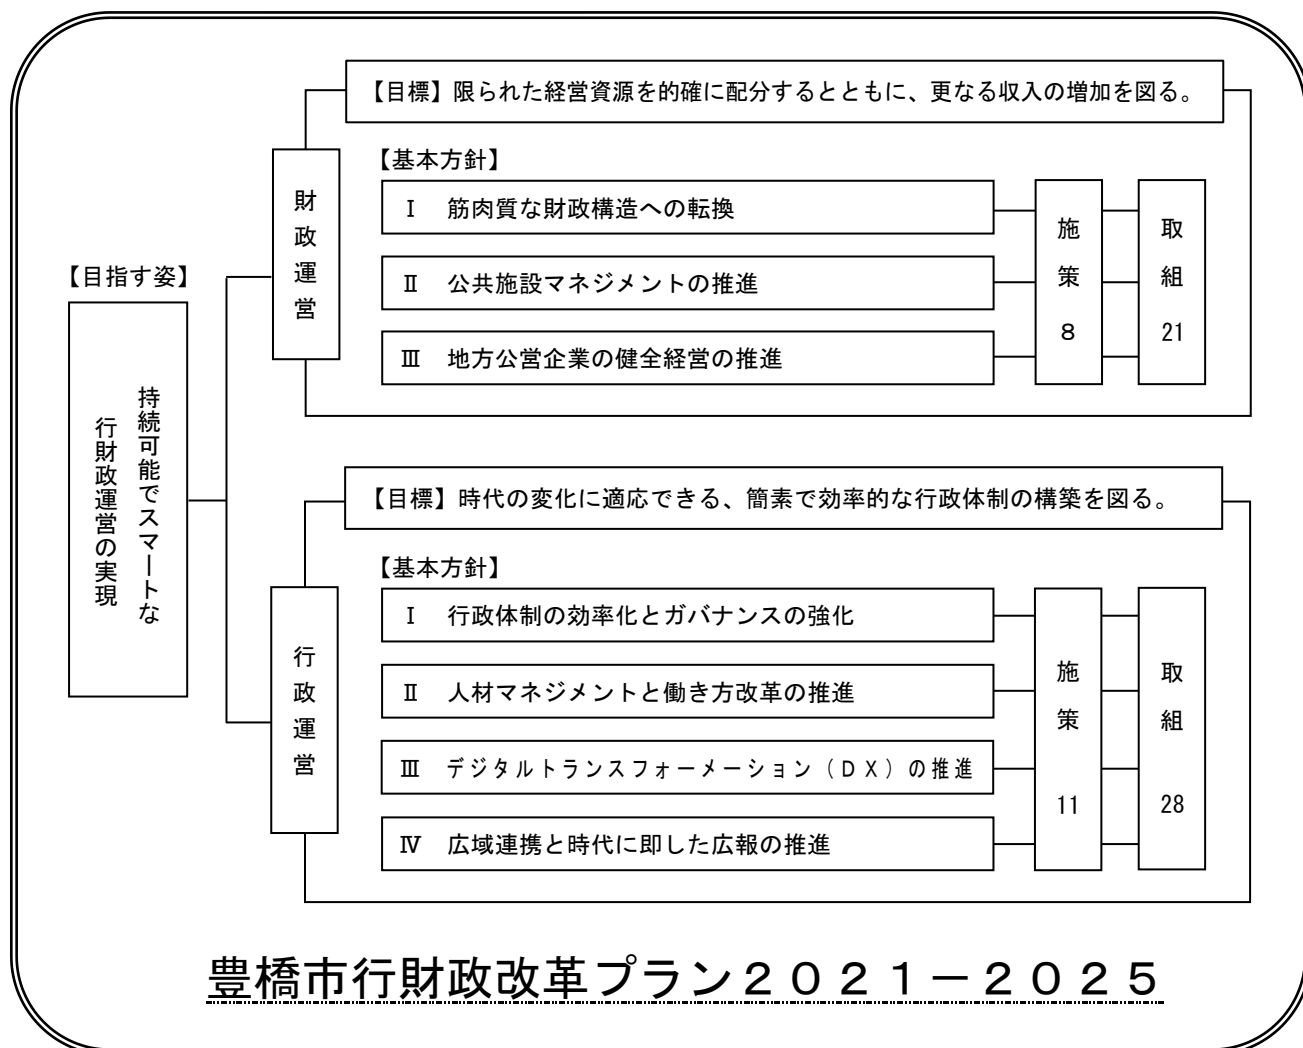 【目指す姿】
持続可能でスマートな
行財政運営の実現
財政運営
【目標】限られた経営資源を的確に配分するとともに、更なる収入の増加を図る。
【基本方針】
Ⅰ 筋肉質な財政構造への転換
Ⅱ 公共施設マネジメントの推進
Ⅲ 地方公営企業の健全経営の推進
施策 8
取組 21
行政運営
【目標】時代の変化に適応できる、簡素で効率的な行政体制の構築を図る。
【基本方針】
Ⅰ 行政体制の効率化とガバナンスの強化
Ⅱ 人材マネジメントと働き方改革の推進
Ⅲ デジタルトランスフォーメーション（ＤＸ）の推進
Ⅳ 広域連携と時代に即した広報の推進
施策 11
取組 28
豊橋市行財政改革プラン２０２１－２０２５